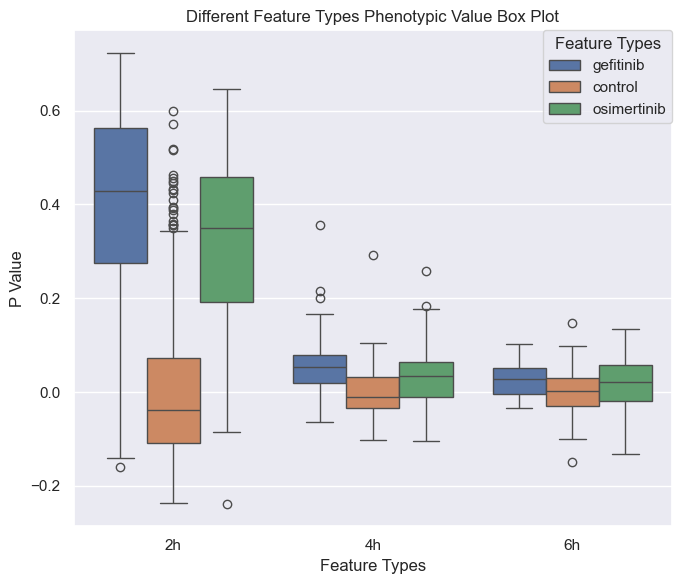 Different Feature Types Phenotypic Value Box Plot
Feature Types
gefitinib
control
osimertinib
P Value
0.6
0.4
0.2
0.0
−0.2
2h
4h
6h
Feature Types